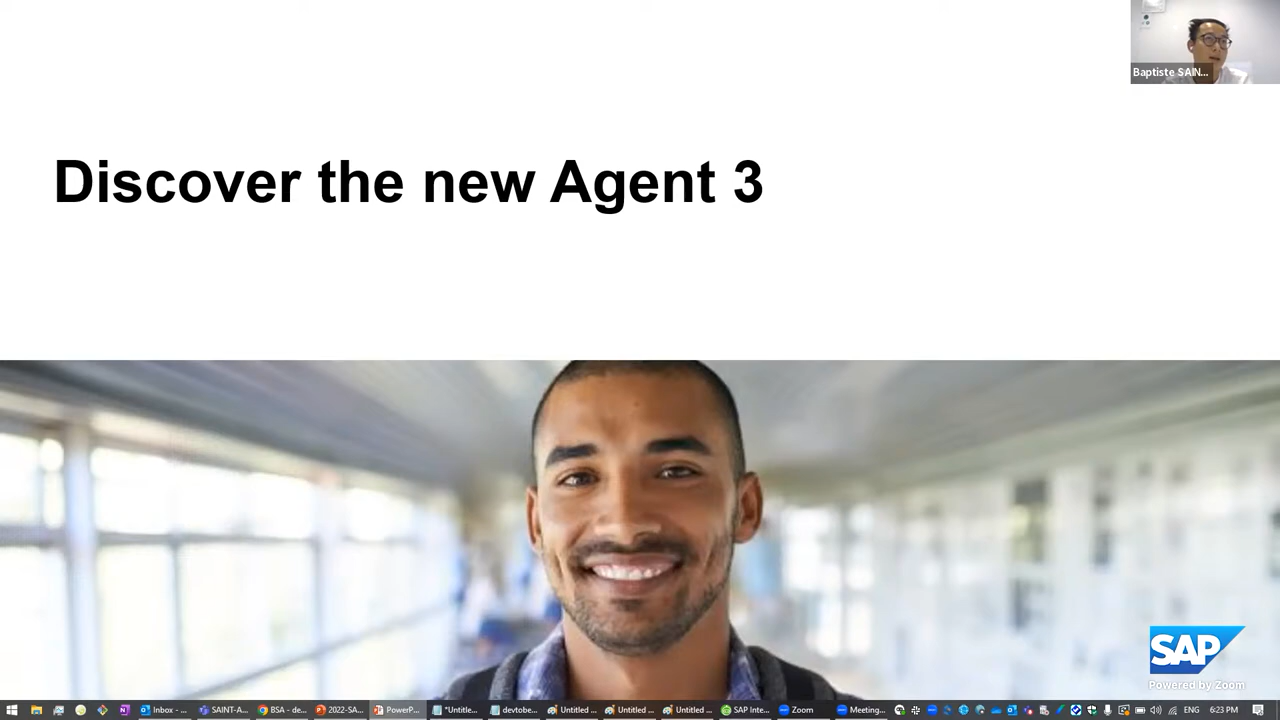 Baptiste SAIN...
Discover the new Agent 3
SAP
Powered by Zoom
Inbox - ...
SAINT-A...
BSA - de...
2022-SA...
PowerP...
"Untitle...
devtobe...
Untitled ...
Untitled ...
Untitled ...
SAP Inte...
Zoom
Meeting...
ENG
6:23 PM